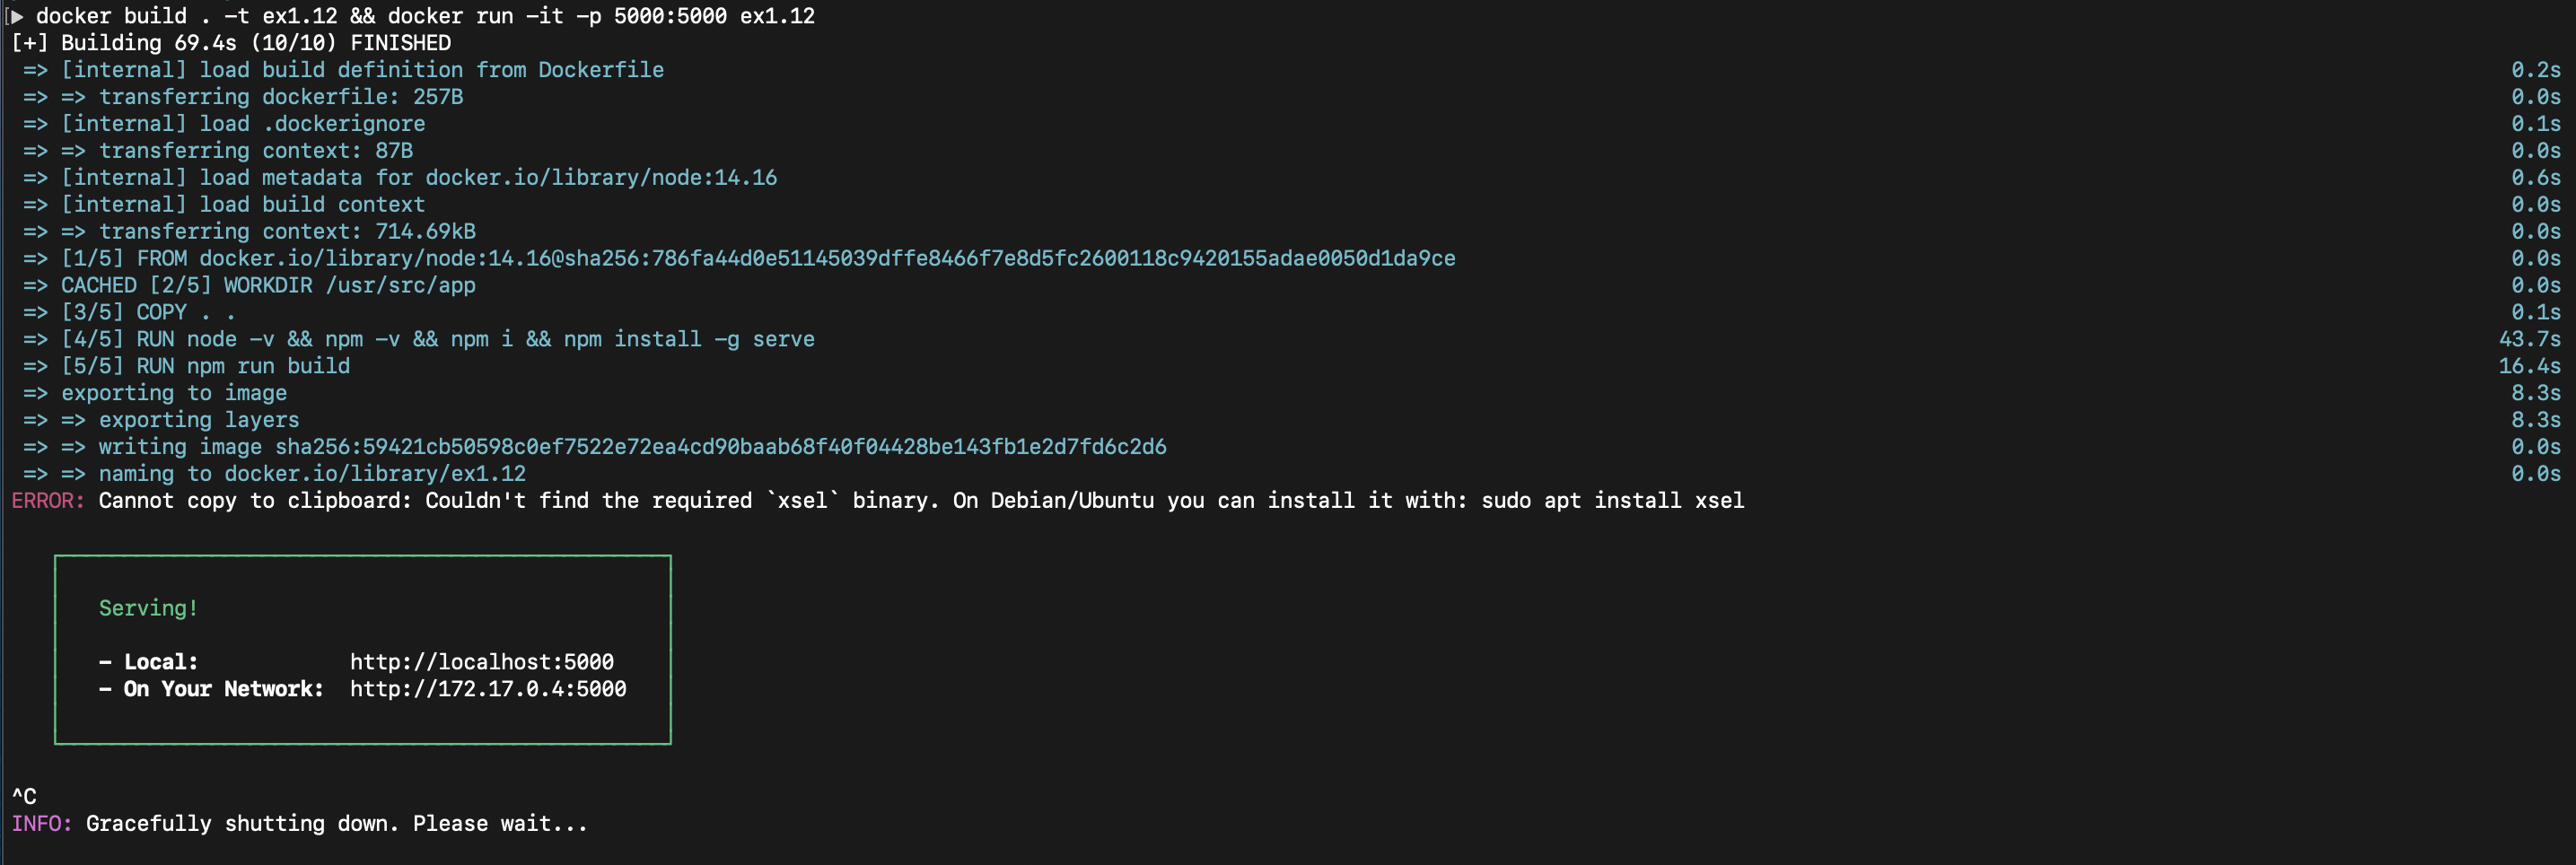 docker build . -t ex1.12 && docker run -it -p 5000:5000 ex1.12
[+] Building 69.4s (10/10) FINISHED
=> [internal] load build definition from Dockerfile 0.2s
=> => transferring dockerfile: 257B 0.0s
=> [internal] load .dockerignore 0.1s
=> => transferring context: 87B 0.0s
=> [internal] load metadata for docker.io/library/node:14.16 0.6s
=> [internal] load build context 0.0s
=> => transferring context: 714.69kB 0.0s
=> [1/5] FROM docker.io/library/node:14.16@sha256:786fa44d0e51145039dffe8466f7e8d5fc2600118c9420155adae0050d1da9ce 0.0s
=> CACHED [2/5] WORKDIR /usr/src/app 0.0s
=> [3/5] COPY . . 0.1s
=> [4/5] RUN node -v && npm -v && npm i && npm install -g serve 43.7s
=> [5/5] RUN npm run build 16.4s
=> exporting to image 8.3s
=> => exporting layers 8.3s
=> => writing image sha256:59421cb50598c0ef7522e72ea4cd90baab68f40f04428be143fb1e2d7fd6c2d6 0.0s
=> => naming to docker.io/library/ex1.12 0.0s
ERROR: Cannot copy to clipboard: Couldn't find the required `xsel` binary. On Debian/Ubuntu you can install it with: sudo apt install xsel
Serving!
- Local: http://localhost:5000
- On Your Network: http://172.17.0.4:5000
^C
INFO: Gracefully shutting down. Please wait...